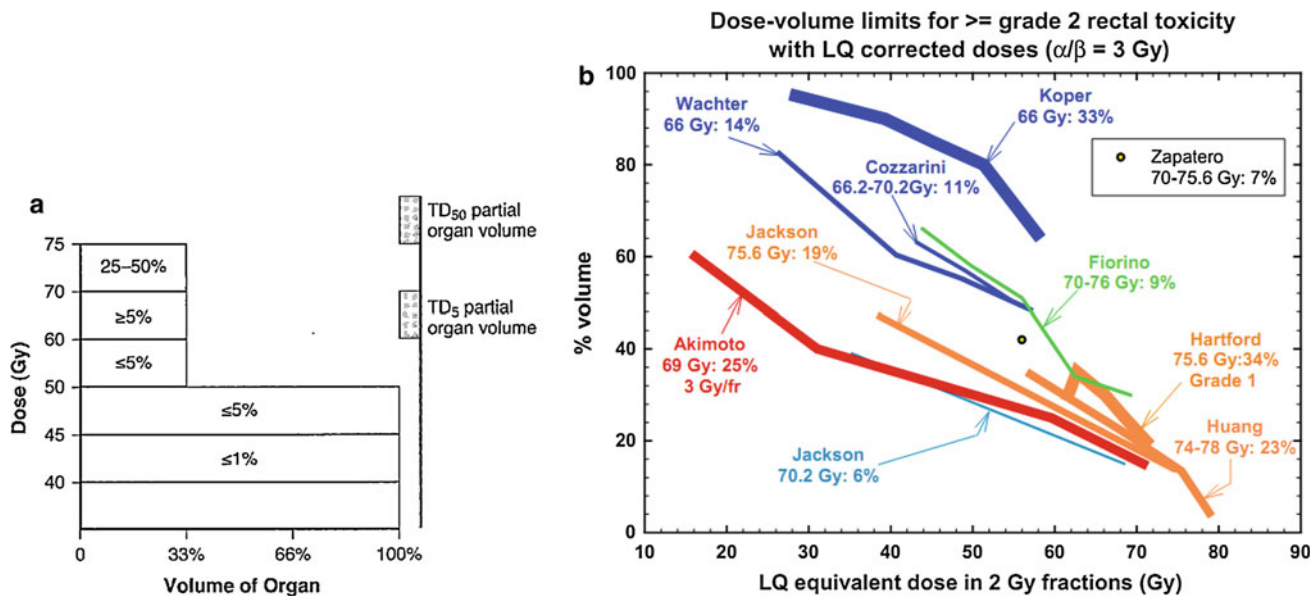 a
Dose (Gy)
75
70
60
50
45
40
25–50%
≥5%
≤5%
≤5%
≤1%
0
33%
66%
100%
Volume of Organ
TD50 partial
organ volume
TD5 partial
organ volume
Dose-volume limits for >= grade 2 rectal toxicity
with LQ corrected doses (α/β = 3 Gy)
b
% volume
100
80
60
40
20
0
Wachter
66 Gy: 14%
Koper
66 Gy: 33%
Cozzarini
66.2-70.2Gy: 11%
Zapatero
70-75.6 Gy: 7%
Jackson
75.6 Gy: 19%
Fiorino
70-76 Gy: 9%
Akimoto
69 Gy: 25%
3 Gy/fr
Hartford
75.6 Gy:34%
Grade 1
Jackson
70.2 Gy: 6%
Huang
74-78 Gy: 23%
10
20
30
40
50
60
70
80
90
LQ equivalent dose in 2 Gy fractions (Gy)